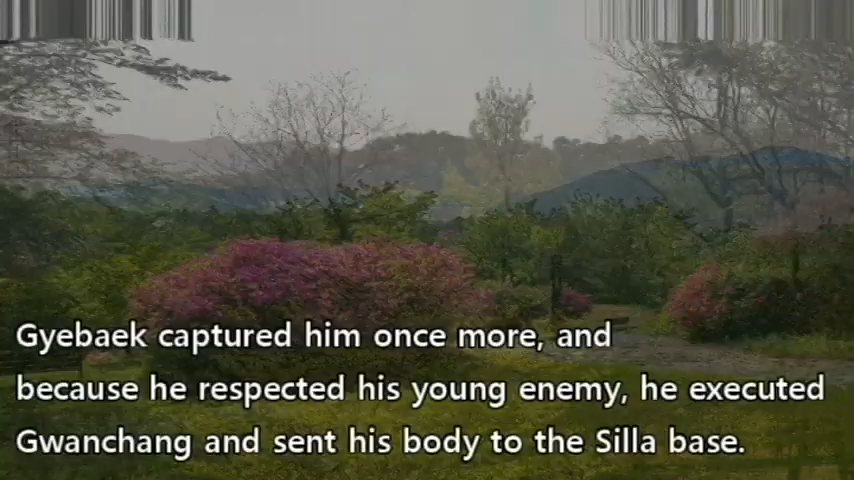 Gyebaek captured him once more, and
because he respected his young enemy, he executed
Gwanchang and sent his body to the Silla base.